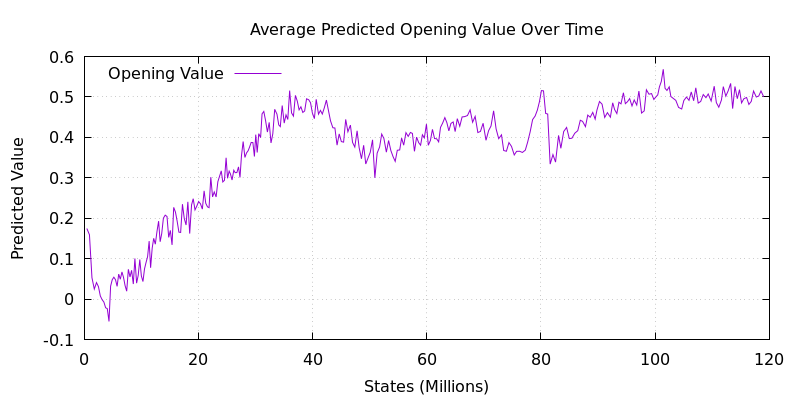 Average Predicted Opening Value Over Time
0.6
Opening Value
0.5
0.4
0.3
0.2
0.1
0
-0.1
Predicted Value
0 20 40 60 80 100 120
States (Millions)